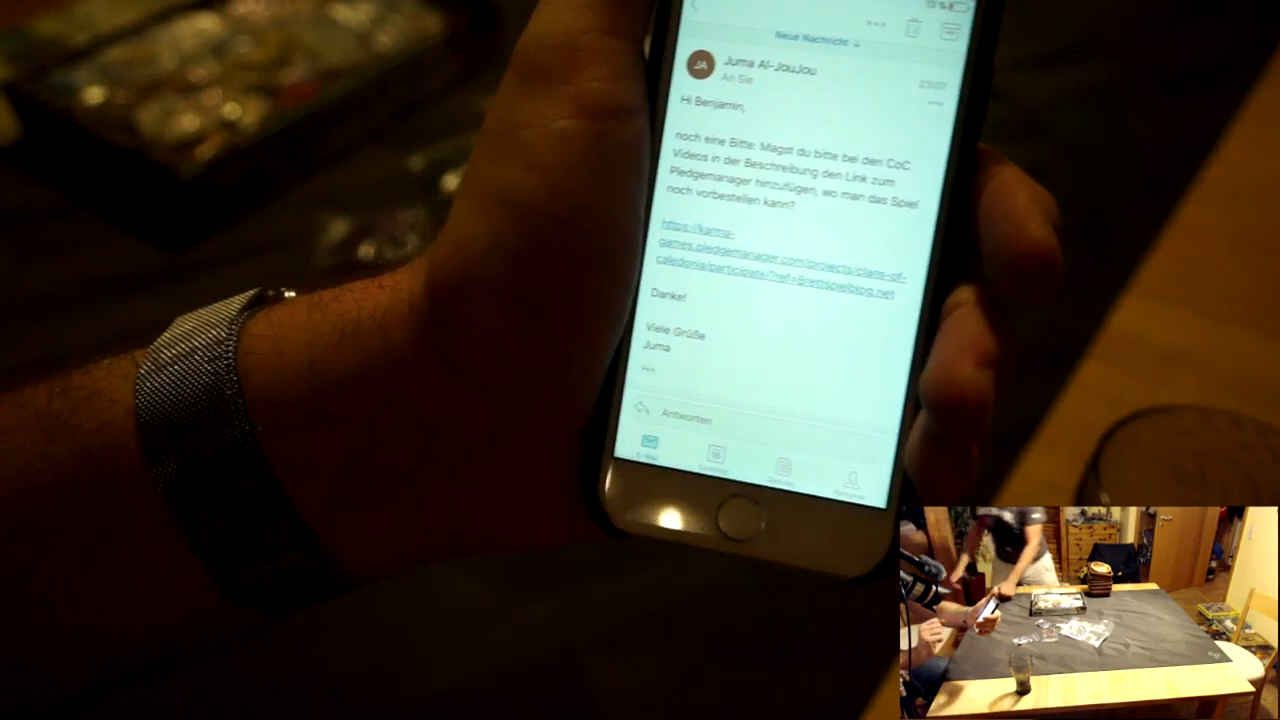 Neue Nachricht ↓
JA
Juma Al-JouJou
An Sie
Hi Benjamin,
noch eine Bitte: Magst du bitte bei den CoC
Videos in der Beschreibung den Link zum
Pledgemanager hinzufügen, wo man das Spiel
noch vorbestellen kann?
https://karma-
games.pledgemanager.com/projects/clans-of-
caledonia/participate/?ref=Brettspielblog.net
Danke!
Viele Grüße
Juma
Antworten
E-Mail